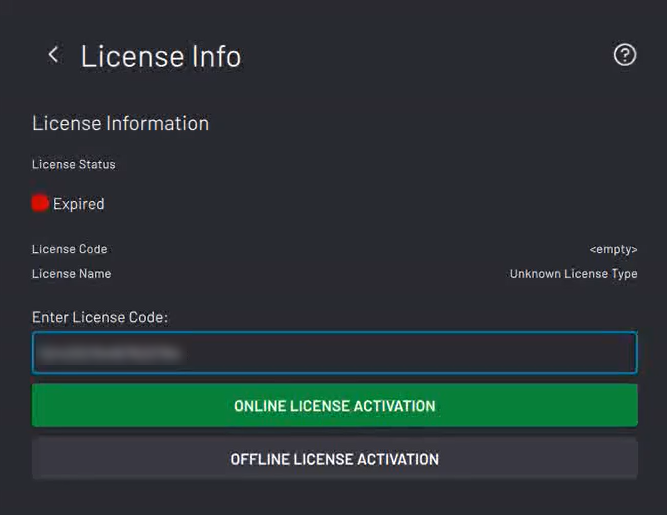 License Info
License Information
License Status
Expired
License Code <empty>
License Name Unknown License Type
Enter License Code:
ONLINE LICENSE ACTIVATION
OFFLINE LICENSE ACTIVATION